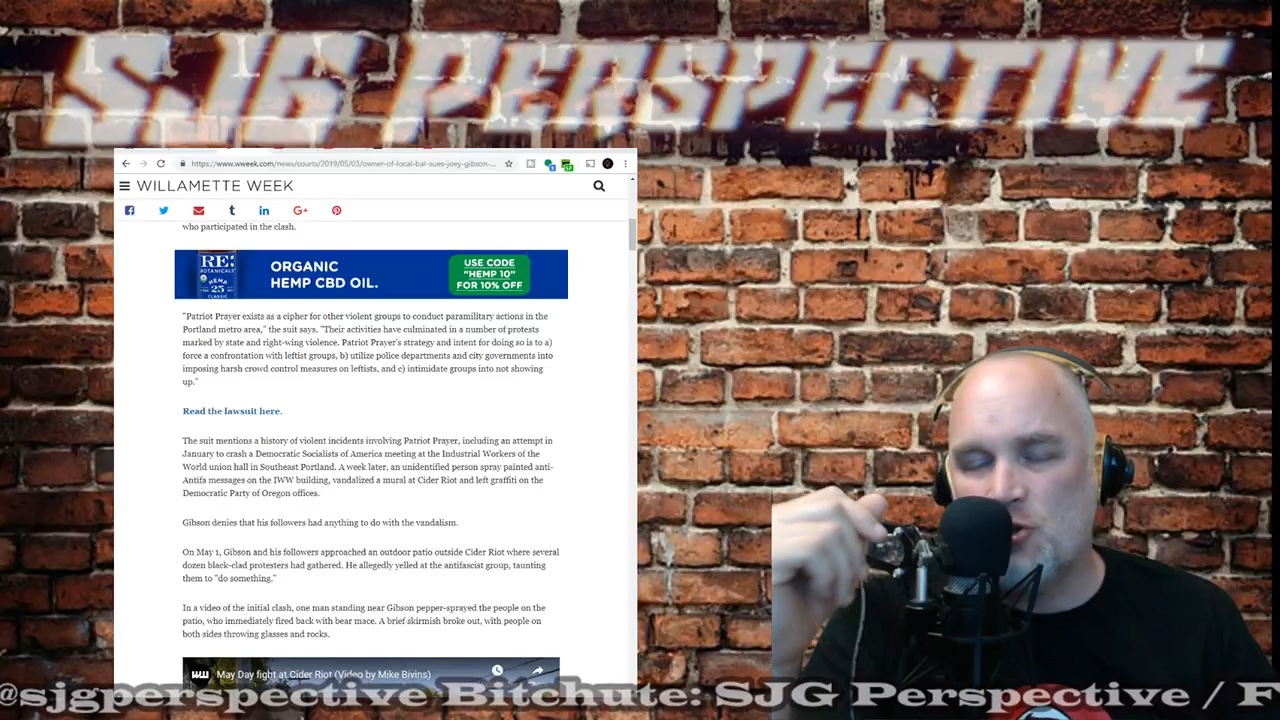 SJG PERSPECTIVE
https://www.wweek.com/news/courts/2019/05/03/owner-of-local-bar-sues-joey-gibson-...
WILLAMETTE WEEK
who participated in the clash.
RE:
BOTANICALS
HEMP
25
CLASSIC
ORGANIC
HEMP CBD OIL.
USE CODE
"HEMP 10"
FOR 10% OFF
"Patriot Prayer exists as a cipher for other violent groups to conduct paramilitary actions in the
Portland metro area," the suit says. "Their activities have culminated in a number of protests
marked by state and right-wing violence. Patriot Prayer's strategy and intent for doing so is to a)
force a confrontation with leftist groups, b) utilize police departments and city governments into
imposing harsh crowd control measures on leftists, and c) intimidate groups into not showing
up."
Read the lawsuit here.
The suit mentions a history of violent incidents involving Patriot Prayer, including an attempt in
January to crash a Democratic Socialists of America meeting at the Industrial Workers of the
World union hall in Southeast Portland. A week later, an unidentified person spray painted anti-
Antifa messages on the IWW building, vandalized a mural at Cider Riot and left graffiti on the
Democratic Party of Oregon offices.
Gibson denies that his followers had anything to do with the vandalism.
On May 1, Gibson and his followers approached an outdoor patio outside Cider Riot where several
dozen black-clad protesters had gathered. He allegedly yelled at the antifascist group, taunting
them to "do something."
In a video of the initial clash, one man standing near Gibson pepper-sprayed the people on the
patio, who immediately fired back with bear mace. A brief skirmish broke out, with people on
both sides throwing glasses and rocks.
WW May Day fight at Cider Riot (Video by Mike Bivins)
@sjgperspective Bitchute: SJG Perspective / F